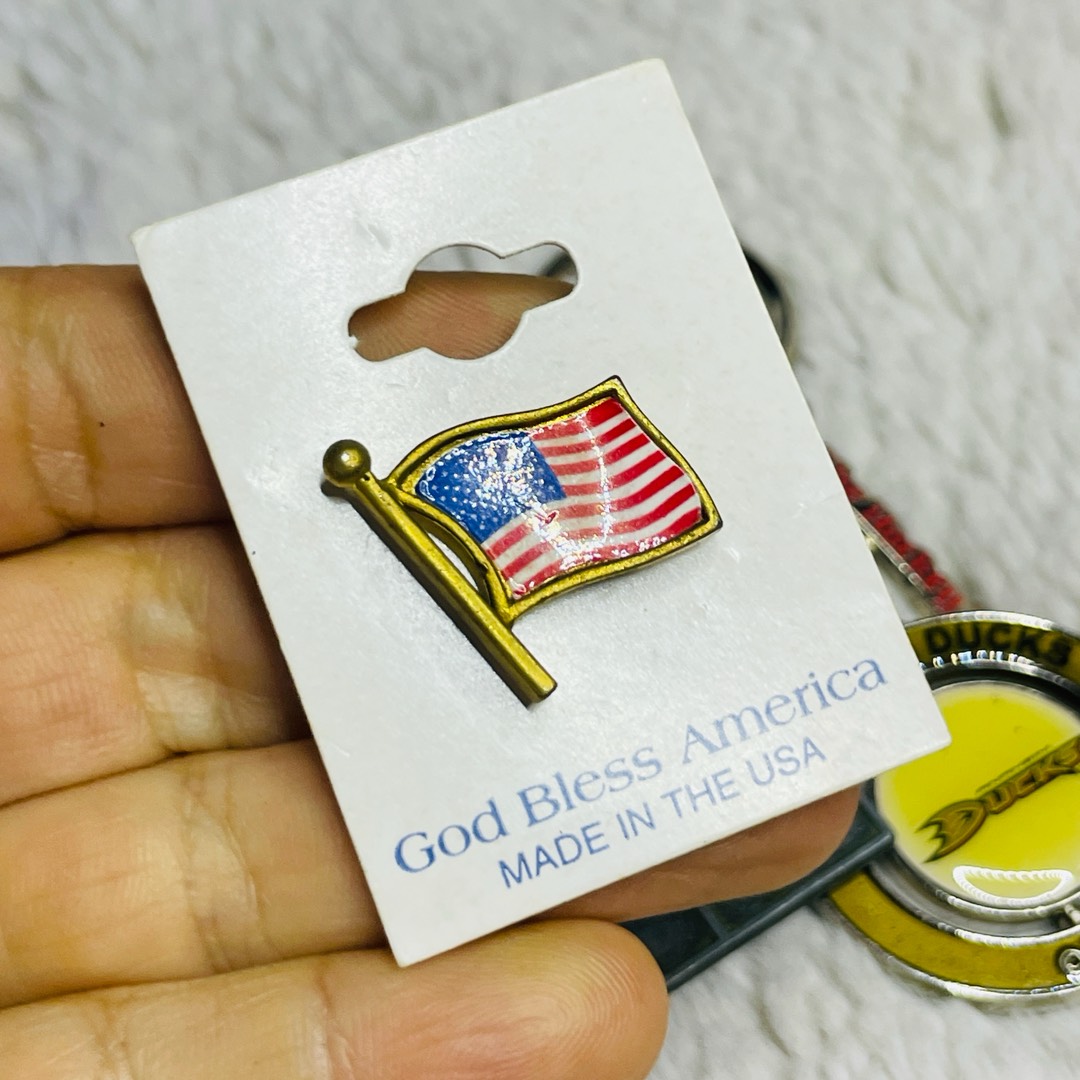 God Bless America
MADE IN THE USA
DUCKS
DUCKS